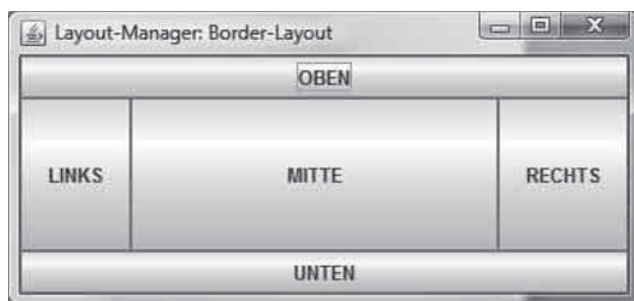 Layout-Manager: Border-Layout
OBEN
LINKS MITTE RECHTS
UNTEN